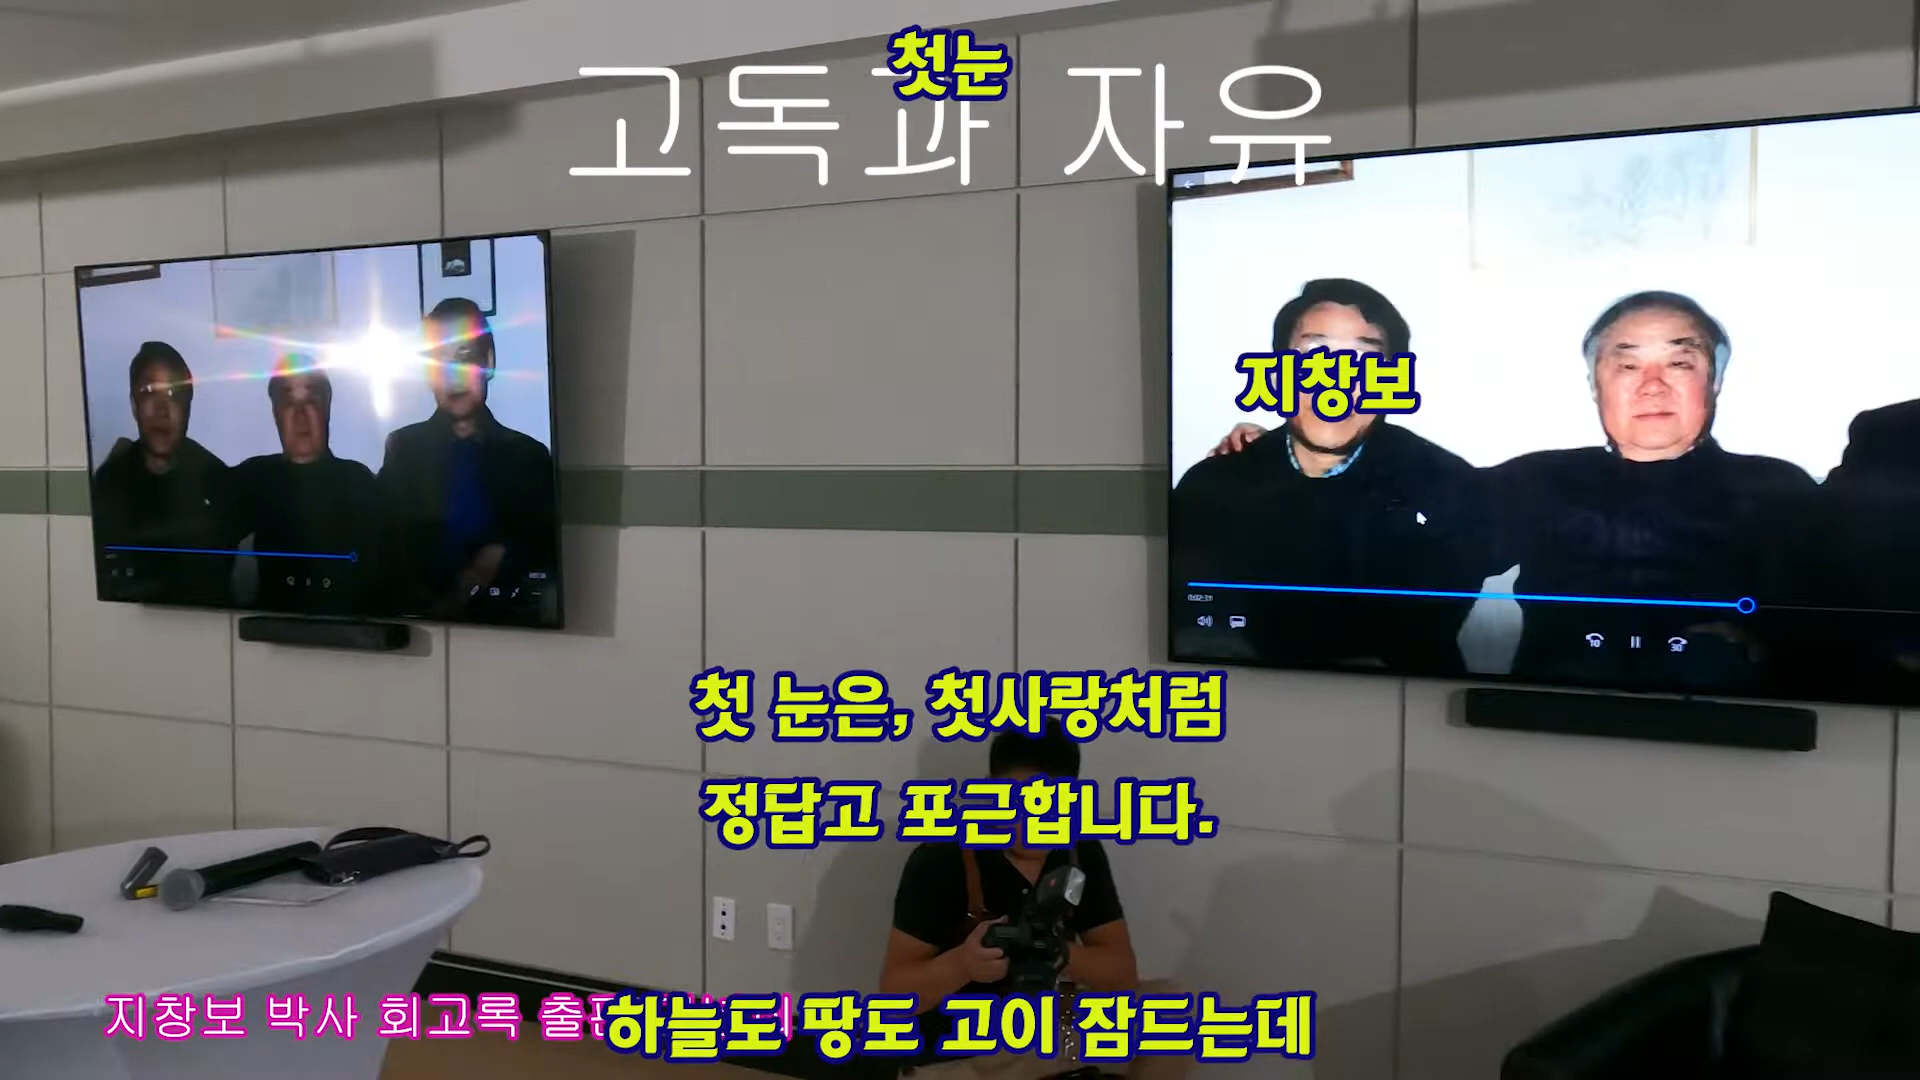 첫눈
고독과 자유
지창보
첫 눈은, 첫사랑처럼
정답고 포근합니다.
지창보 박사 회고록
하늘도 땅도 고이 잠드는데
10
30